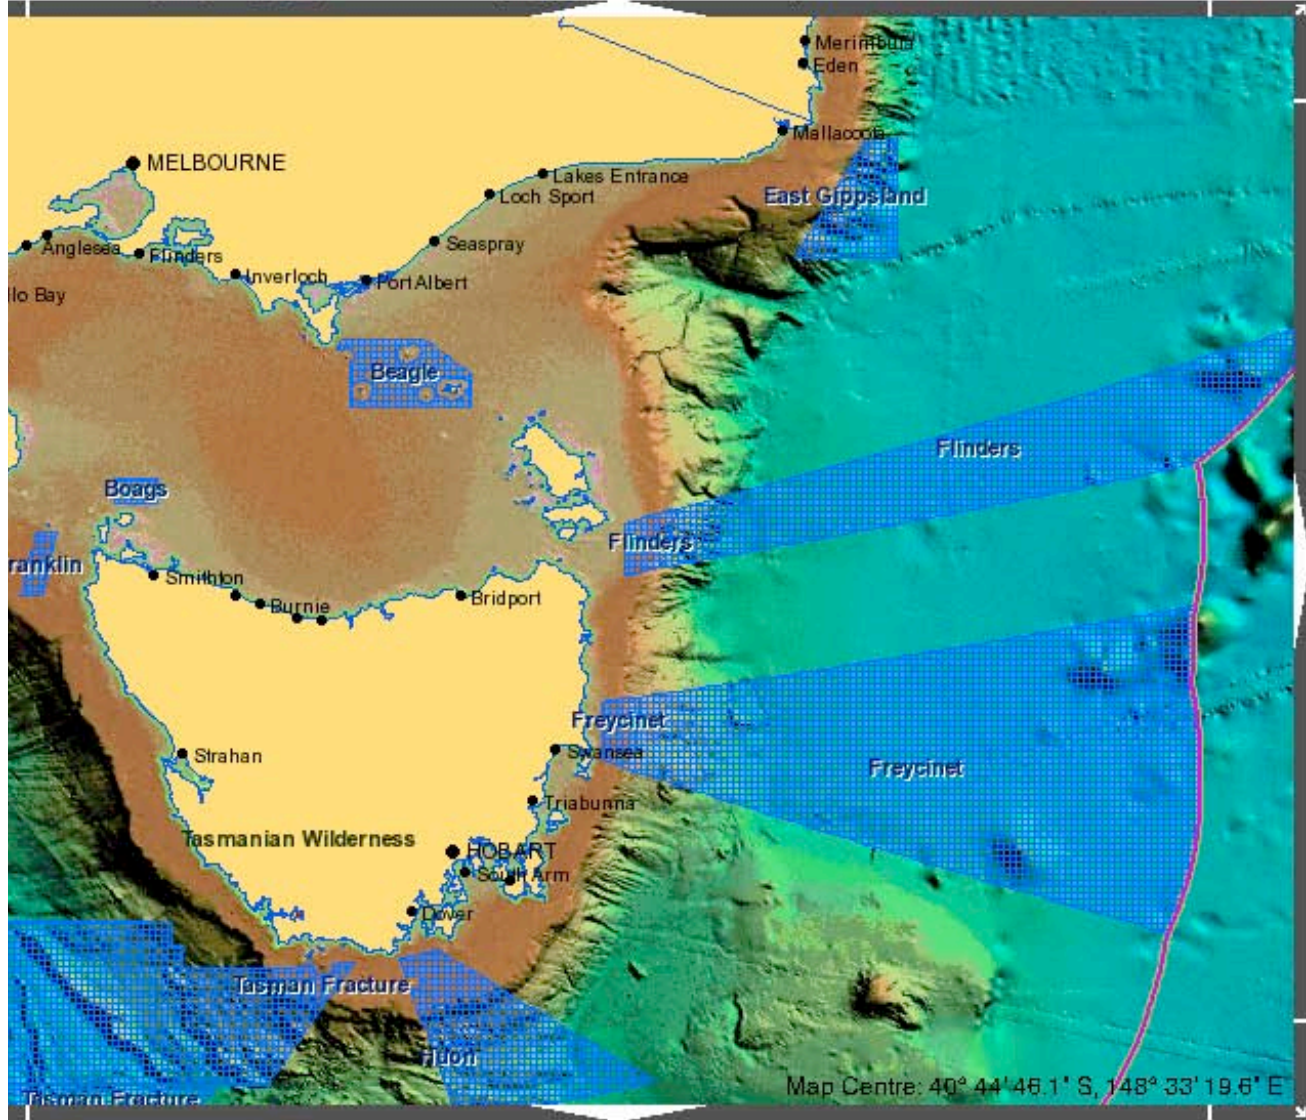 Merimbula
Eden
Mallacoota
MELBOURNE
Lakes Entrance
Loch Sport
East Gippsland
Anglesea
Flinders
Seaspray
Inverloch
Port Albert
llo Bay
Beagle
Flinders
Boags
Flinders
ranklin
Smithton
Burnie
Bridport
Freycinet
Swansea
Strahan
Freycinet
Triabunna
Tasmanian Wilderness
HOBART
South Arm
Dover
Tasman Fracture
Huon
Map Centre: 40° 44' 46.1" S, 148° 33' 19.6" E
Tasman Fracture